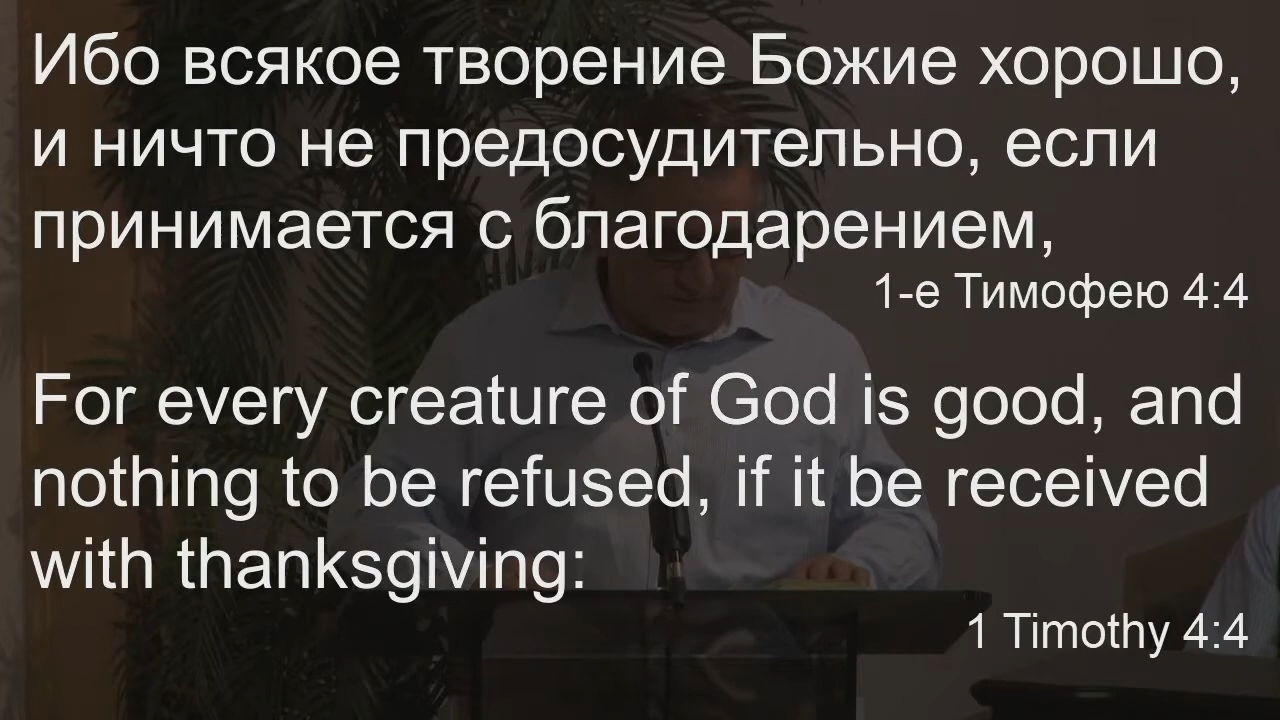 Ибо всякое творение Божие хорошо,
и ничто не предосудительно, если
принимается с благодарением,
1-е Тимофею 4:4
For every creature of God is good, and
nothing to be refused, if it be received
with thanksgiving:
1 Timothy 4:4